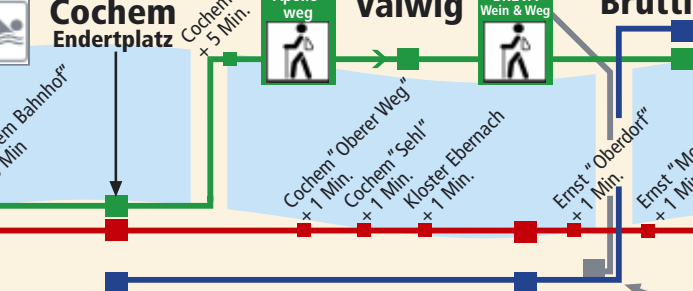 Cochem
Endertplatz
Cochem
+ 5 Min.
weg
Valwig
Wein & Weg
em Bahnhof"
Min
Cochem "Oberer Weg"
+ 1 Min.
Cochem "Sehl"
+ 1 Min.
Kloster Ebernach
+ 1 Min.
Ernst "Oberdorf"
+ 1 Min.
Ernst "Mo
+ 1 Min